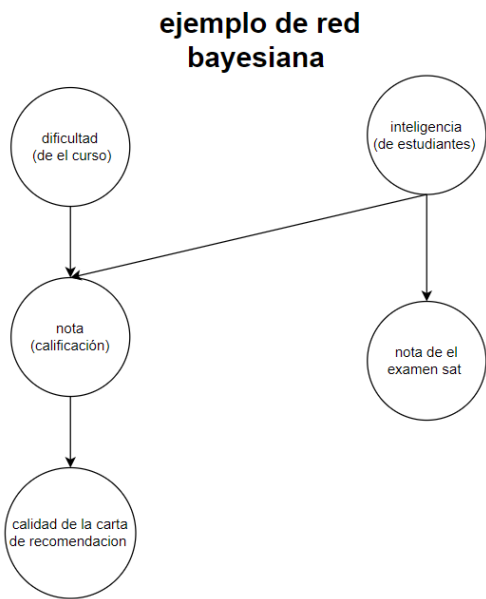 ejemplo de red
bayesiana
dificultad
(de el curso)
inteligencia
(de estudiantes)
nota
(calificación)
nota de el
examen sat
calidad de la carta
de recomendacion